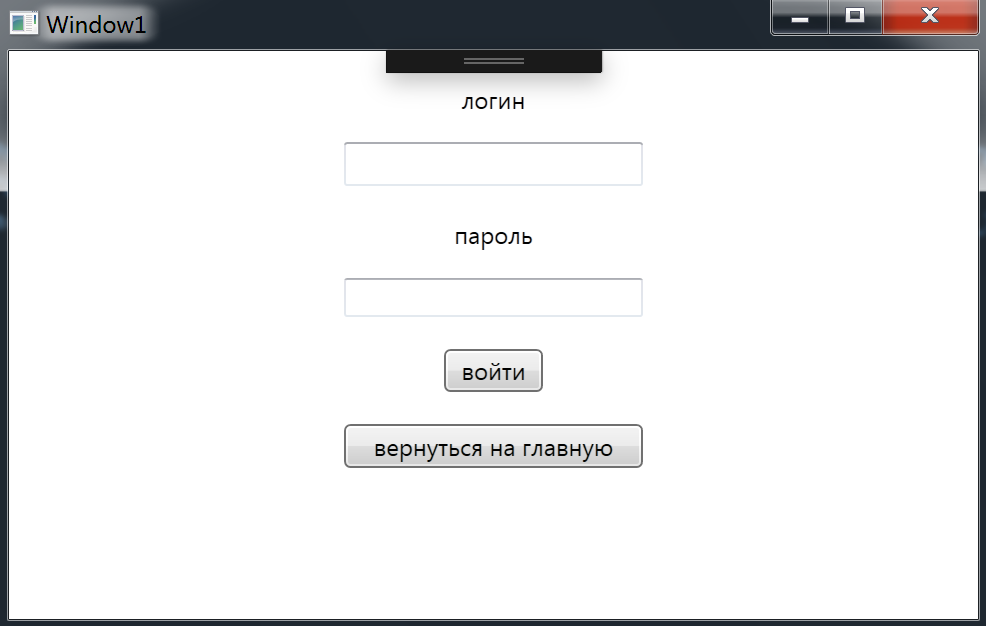 Window1
логин
пароль
войти
вернуться на главную